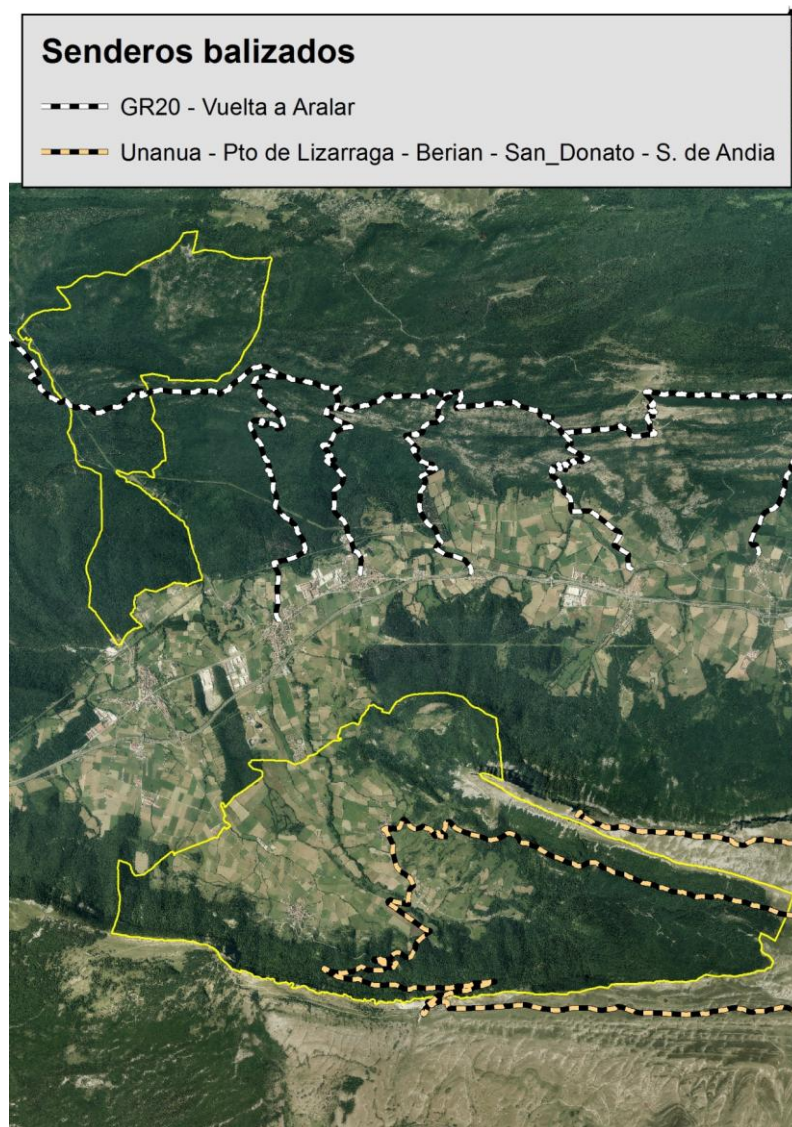 Senderos balizados
GR20 - Vuelta a Aralar
Unanua - Pto de Lizarraga - Berian - San_Donato - S. de Andia